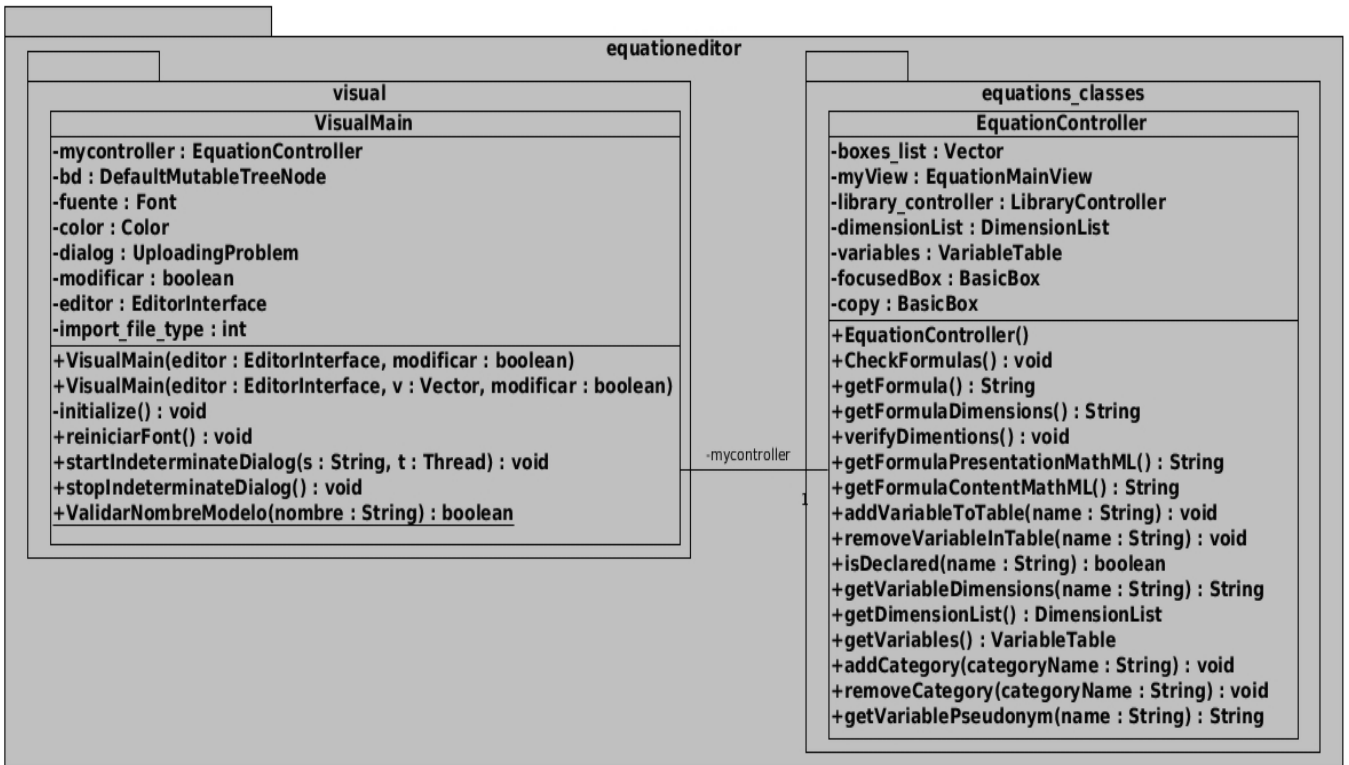 equationeditor
visual
VisualMain
-mycontroller : EquationController
-bd : DefaultMutableTreeNode
-fuente : Font
-color : Color
-dialog : UploadingProblem
-modificar : boolean
-editor : EditorInterface
-import_file_type : int
+VisualMain(editor : EditorInterface, modificar : boolean)
+VisualMain(editor : EditorInterface, v : Vector, modificar : boolean)
-initialize() : void
+reiniciarFont() : void
+startIndeterminateDialog(s : String, t : Thread) : void
+stopIndeterminateDialog() : void
+ValidarNombreModelo(nombre : String) : boolean
-mycontroller
1
equations_classes
EquationController
-boxes_list : Vector
-myView : EquationMainView
-library_controller : LibraryController
-dimensionList : DimensionList
-variables : VariableTable
-focusedBox : BasicBox
-copy : BasicBox
+EquationController()
+CheckFormulas() : void
+getFormula() : String
+getFormulaDimensions() : String
+verifyDimentions() : void
+getFormulaPresentationMathML() : String
+getFormulaContentMathML() : String
+addVariableToTable(name : String) : void
+removeVariableInTable(name : String) : void
+isDeclared(name : String) : boolean
+getVariableDimensions(name : String) : String
+getDimensionList() : DimensionList
+getVariables() : VariableTable
+addCategory(categoryName : String) : void
+removeCategory(categoryName : String) : void
+getVariablePseudonym(name : String) : String